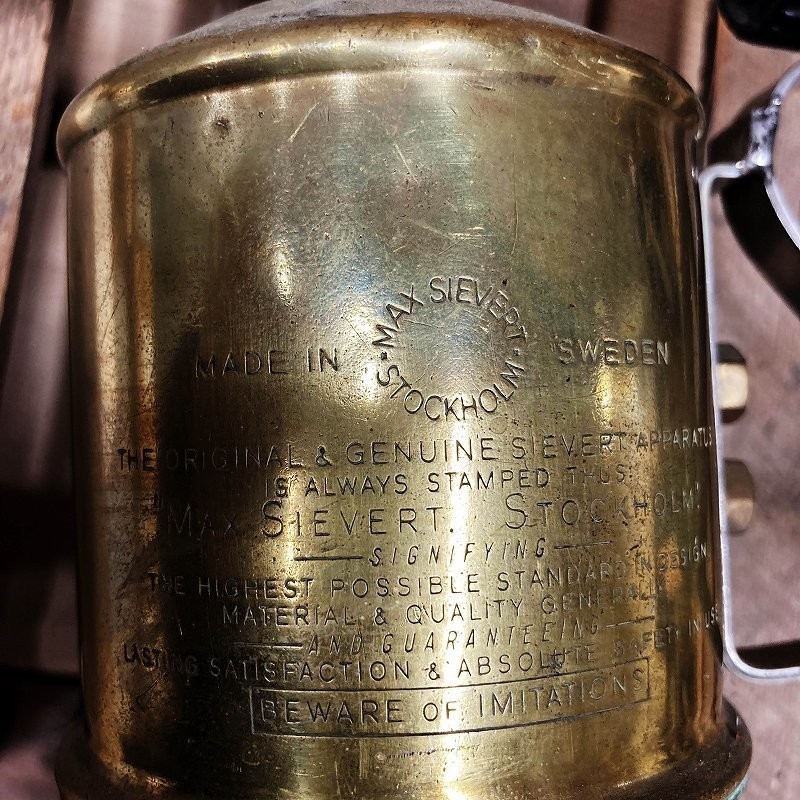 MADE IN
MAX SIEVERT
- STOCKHOLM -
SWEDEN
THE ORIGINAL & GENUINE SIEVERT APPARATUS
IS ALWAYS STAMPED THUS:
"MAX SIEVERT. STOCKHOLM"
SIGNIFYING
THE HIGHEST POSSIBLE STANDARD IN DESIGN
MATERIAL & QUALITY GENERALLY
AND GUARANTEEING
LASTING SATISFACTION & ABSOLUTE SAFETY IN USE
BEWARE OF IMITATIONS